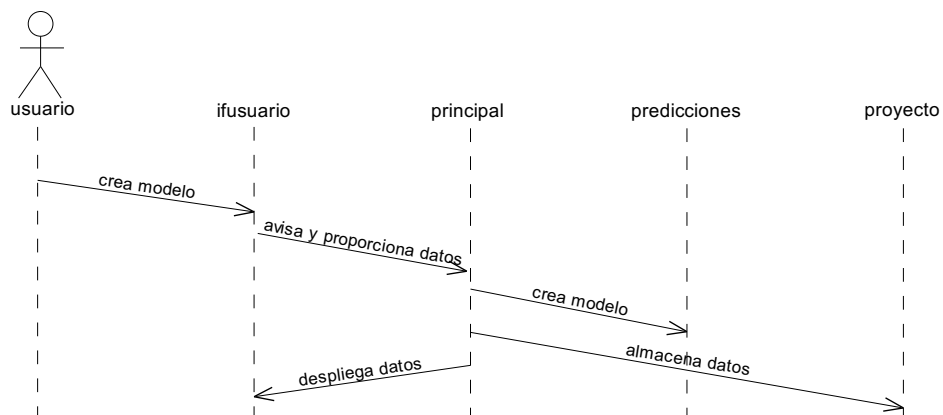 usuario
ifusuario
principal
predicciones
proyecto
crea modelo
avisa y proporciona datos
crea modelo
almacena datos
despliega datos